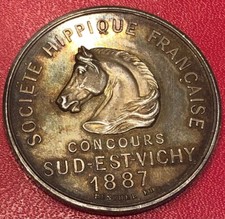 SOCIÉTÉ HIPPIQUE FRANÇAISE
CONCOURS
SUD-EST-VICHY
1887